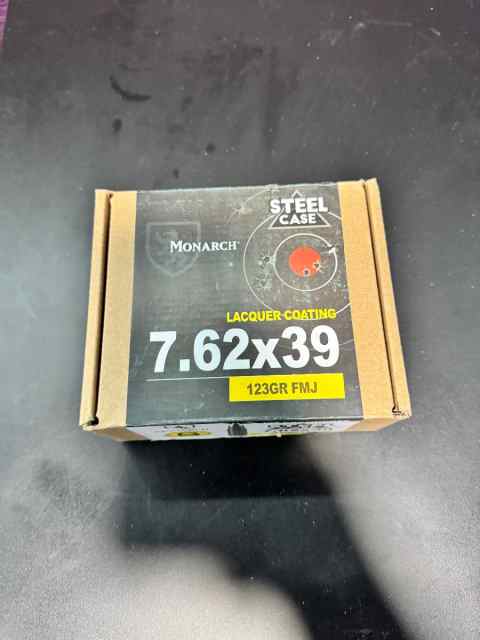 STEEL
CASE
MONARCH
LACQUER COATING
7.62x39
123GR FMJ